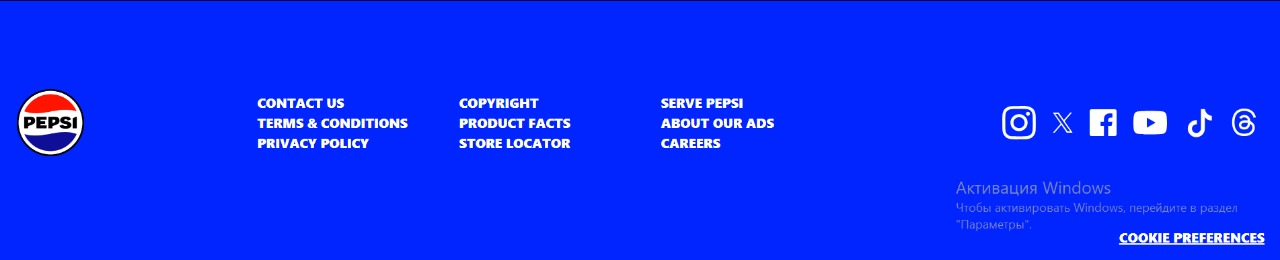 PEPSI
CONTACT US
TERMS & CONDITIONS
PRIVACY POLICY
COPYRIGHT
PRODUCT FACTS
STORE LOCATOR
SERVE PEPSI
ABOUT OUR ADS
CAREERS
Активация Windows
Чтобы активировать Windows, перейдите в раздел
"Параметры".
COOKIE PREFERENCES